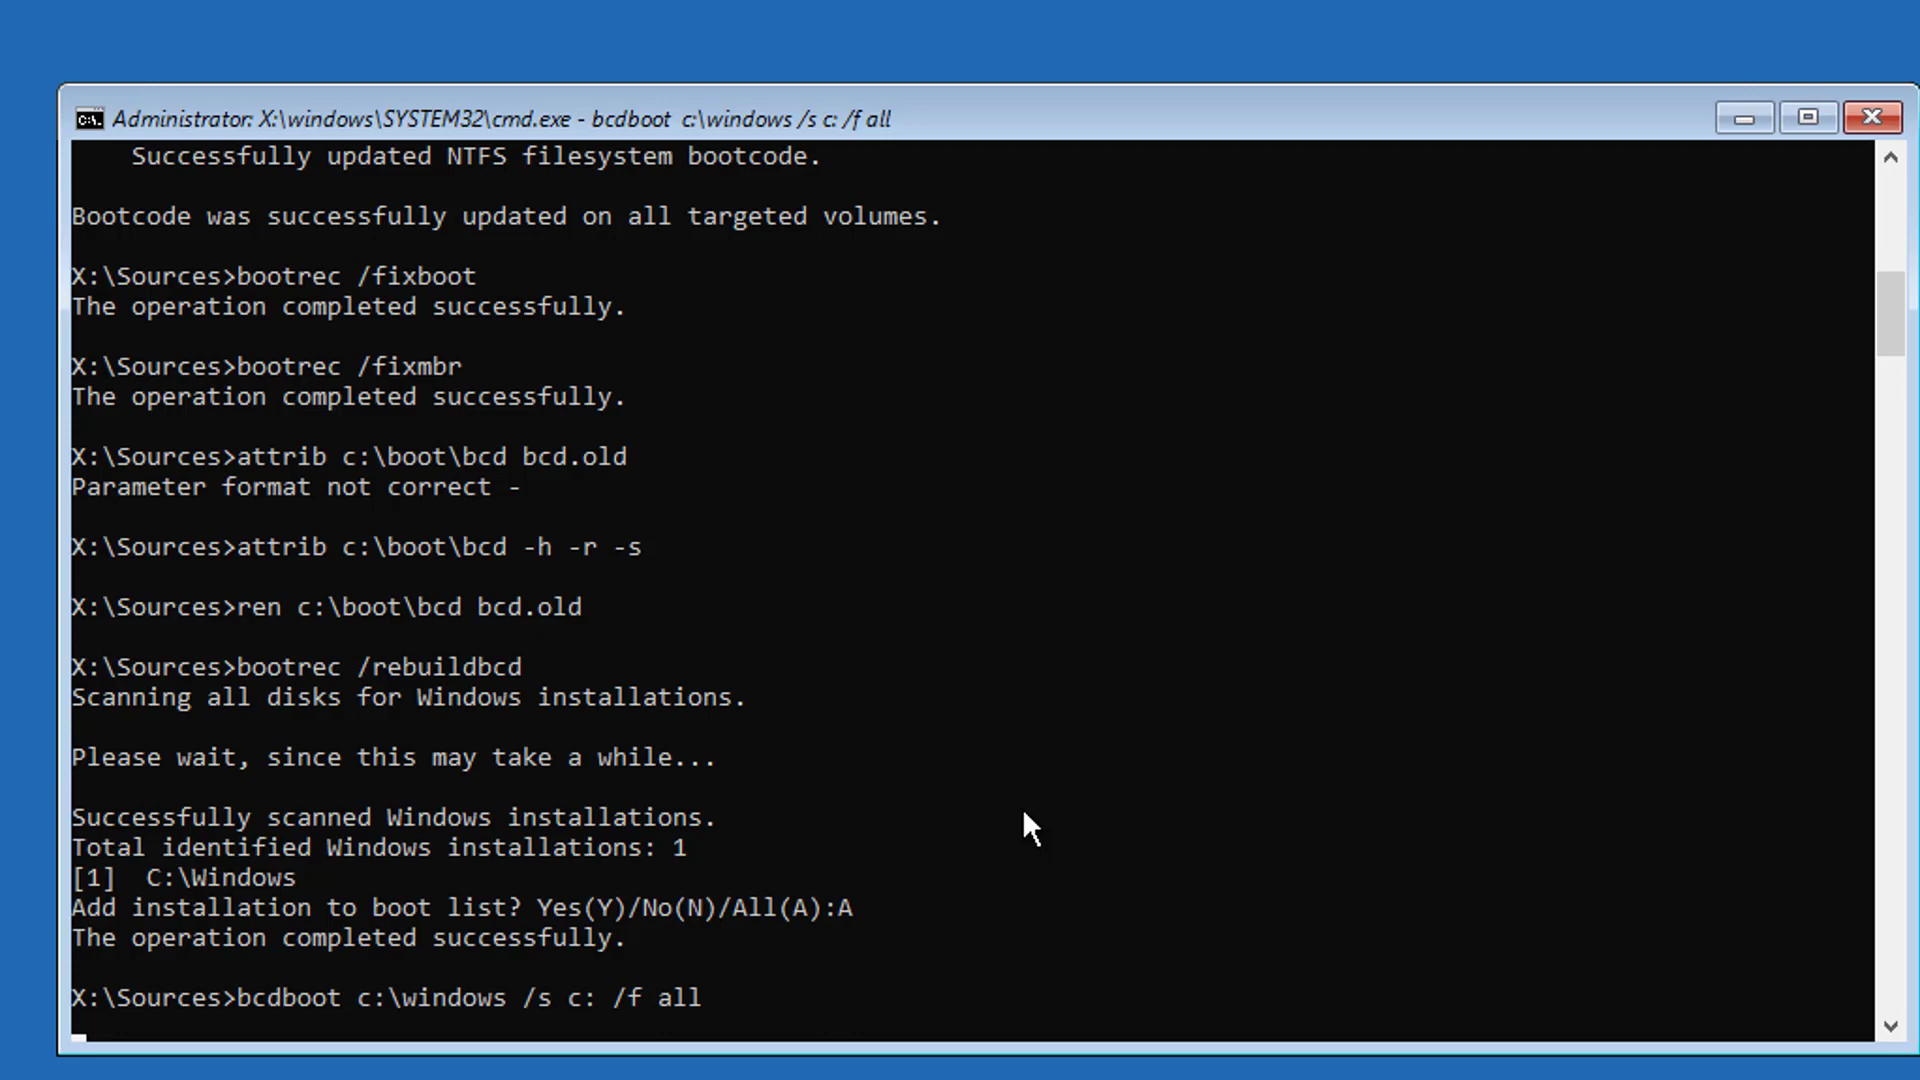 Administrator: X:\windows\SYSTEM32\cmd.exe - bcdboot  c:\windows /s c: /f all
Successfully updated NTFS filesystem bootcode.
Bootcode was successfully updated on all targeted volumes.
X:\Sources>bootrec /fixboot
The operation completed successfully.
X:\Sources>bootrec /fixmbr
The operation completed successfully.
X:\Sources>attrib c:\boot\bcd bcd.old
Parameter format not correct -
X:\Sources>attrib c:\boot\bcd -h -r -s
X:\Sources>ren c:\boot\bcd bcd.old
X:\Sources>bootrec /rebuildbcd
Scanning all disks for Windows installations.
Please wait, since this may take a while...
Successfully scanned Windows installations.
Total identified Windows installations: 1
[1]  C:\Windows
Add installation to boot list? Yes(Y)/No(N)/All(A):A
The operation completed successfully.
X:\Sources>bcdboot c:\windows /s c: /f all